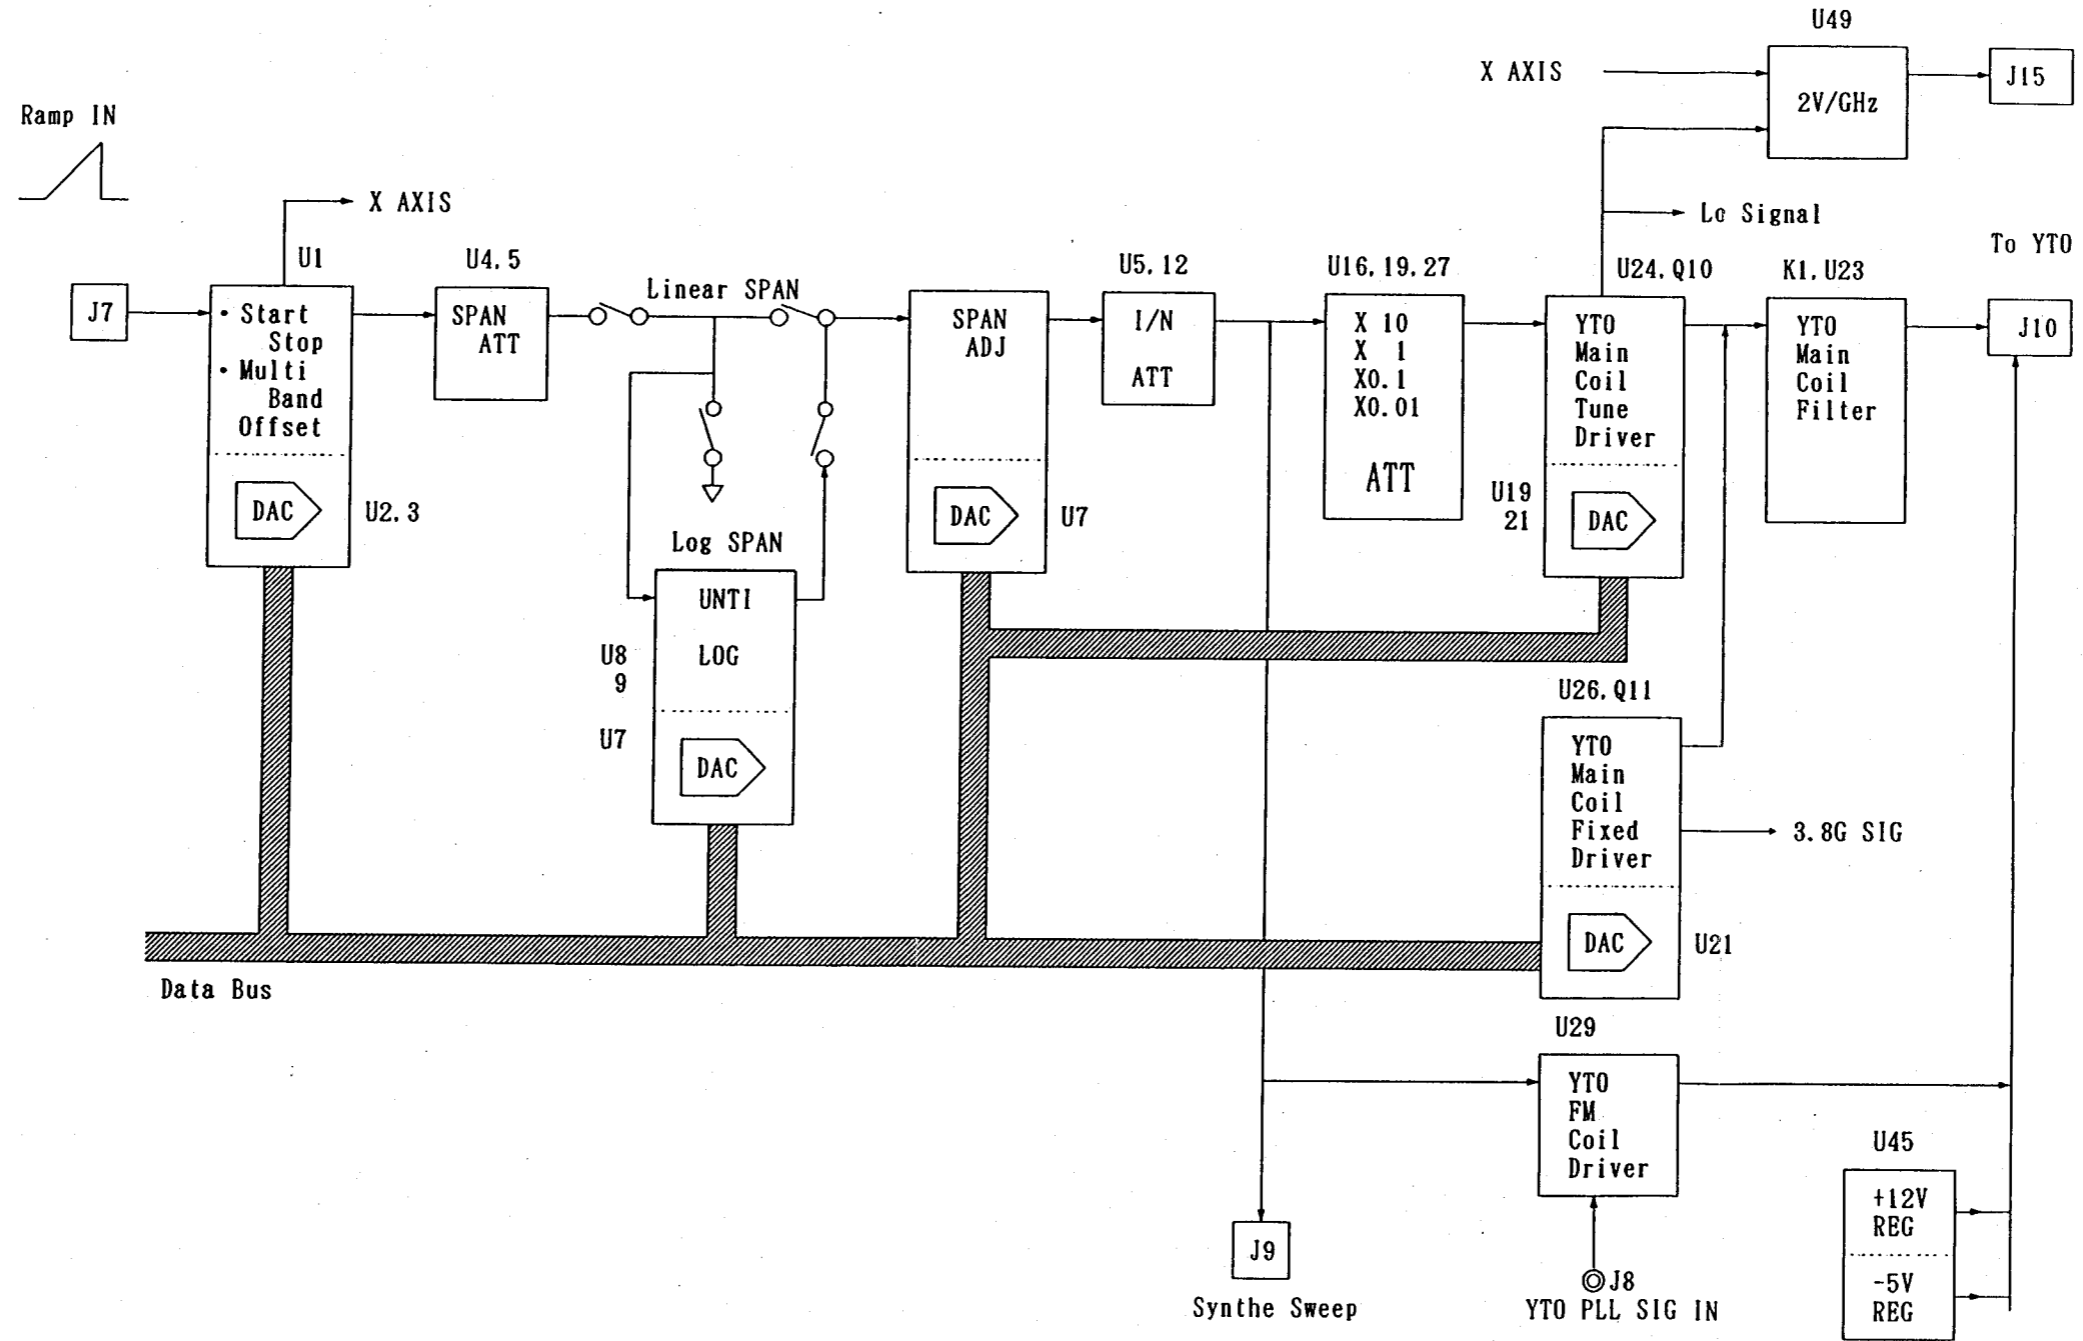 U49
X AXIS
2V/GHz
J15
Ramp IN
X AXIS
Lo Signal
To YTO
U1
U4.5
Linear SPAN
U5.12
U16.19.27
U24.Q10
K1.U23
J7
• Start
Stop
• Multi
Band
Offset
DAC
U2.3
SPAN
ATT
SPAN
ADJ
DAC
U7
I/N
ATT
X 10
X 1
X0.1
X0.01
ATT
YTO
Main
Coil
Tune
Driver
U19
21
DAC
YTO
Main
Coil
Filter
J10
Log SPAN
UNTI
LOG
U8
9
U7
DAC
U26.Q11
YTO
Main
Coil
Fixed
Driver
3.8G SIG
DAC
U21
Data Bus
U29
YTO
FM
Coil
Driver
U45
+12V
REG
-5V
REG
J9
Synthe Sweep
J8
YTO PLL SIG IN